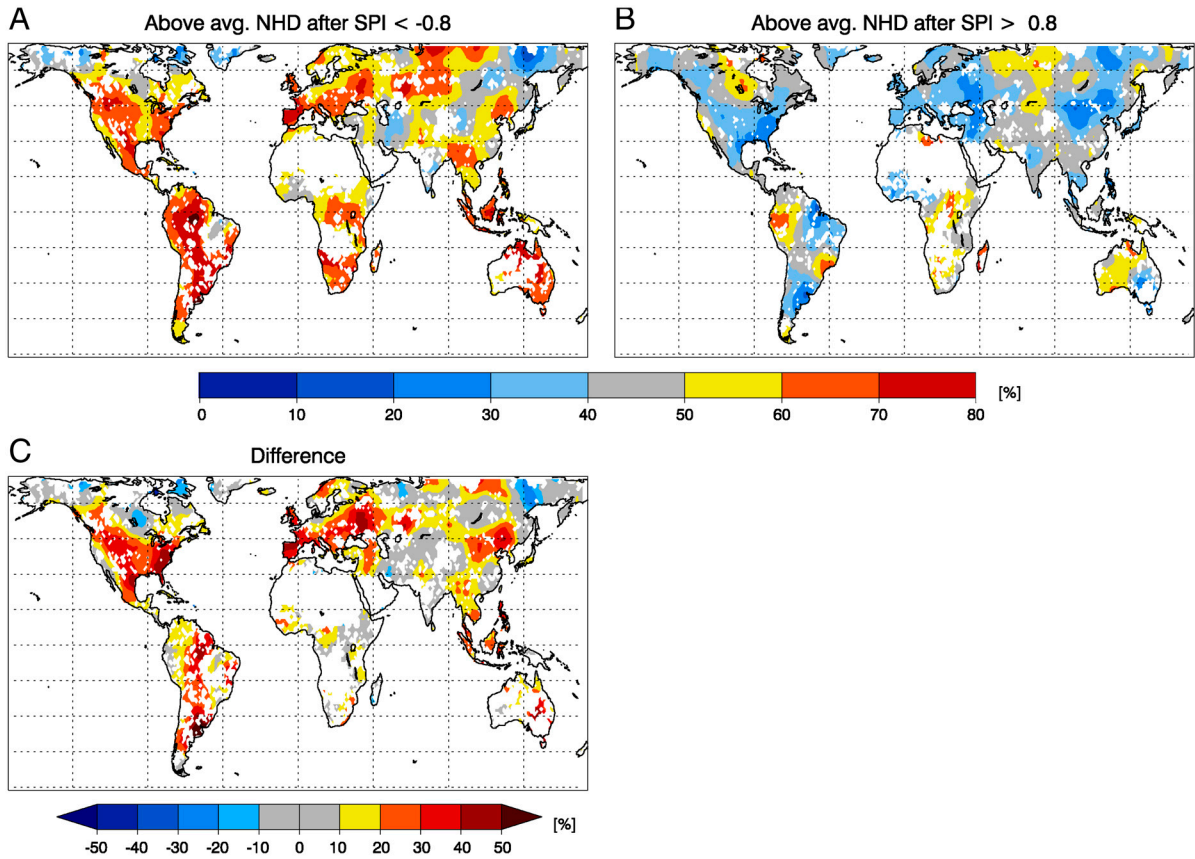 A
Above avg. NHD after SPI < -0.8
B
Above avg. NHD after SPI > 0.8
0 10 20 30 40 50 60 70 80 [%]
C
Difference
-50 -40 -30 -20 -10 0 10 20 30 40 50 [%]